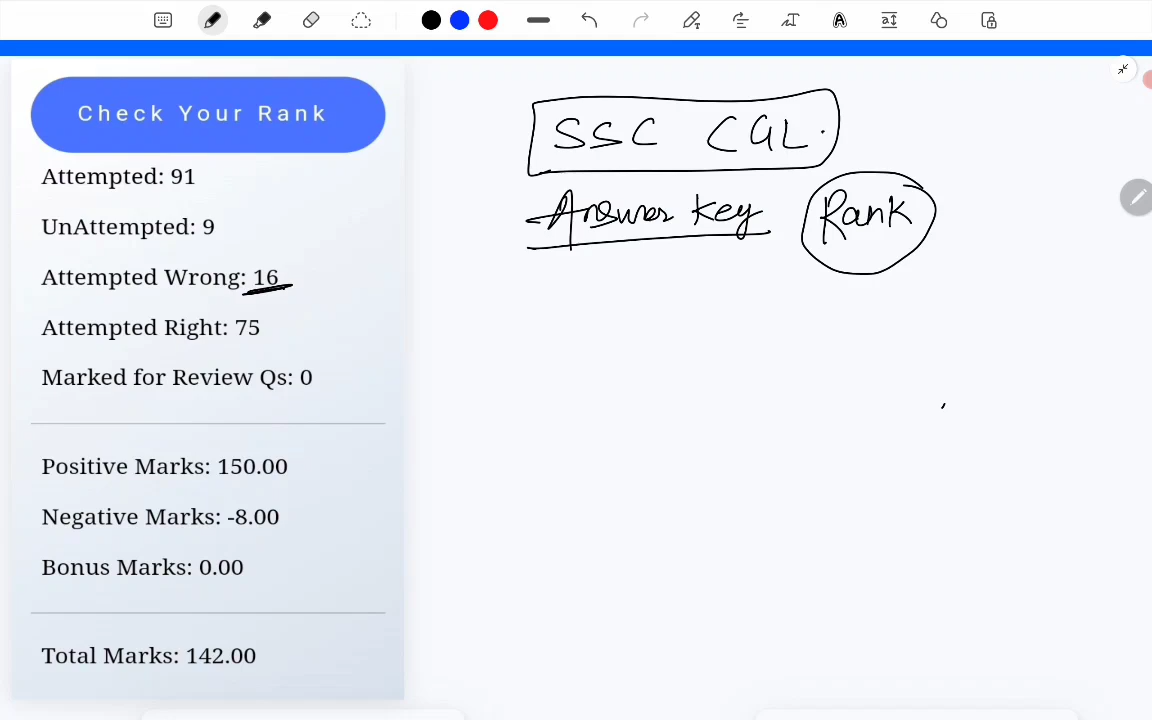 Check Your Rank
Attempted: 91
UnAttempted: 9
Attempted Wrong: 16
Attempted Right: 75
Marked for Review Qs: 0
Positive Marks: 150.00
Negative Marks: -8.00
Bonus Marks: 0.00
Total Marks: 142.00
SSC CGL.
Answer Key Rank